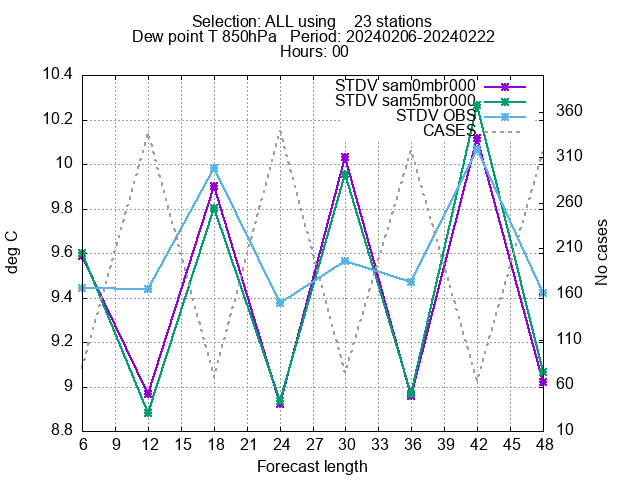 Selection: ALL using    23 stations
Dew point T 850hPa   Period: 20240206-20240222
Hours: 00
STDV sam0mbr000
STDV sam5mbr000
STDV OBS
CASES
10.4
10.2
10
9.8
9.6
9.4
9.2
9
8.8
deg C
360
310
260
210
160
110
60
10
No cases
6 9 12 15 18 21 24 27 30 33 36 39 42 45 48
Forecast length